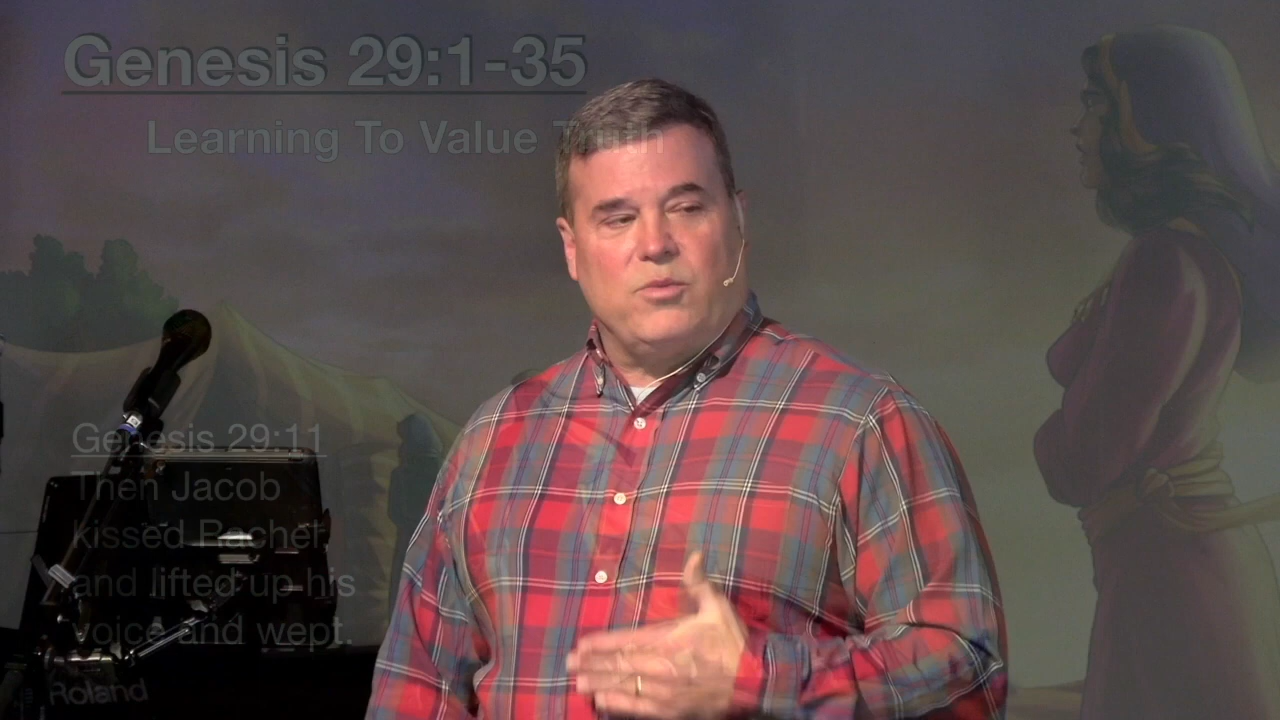 Genesis 29:1-35
Learning To Value Truth
Genesis 29:11
Then Jacob
kissed Rachel
and lifted up his
voice and wept.
Roland